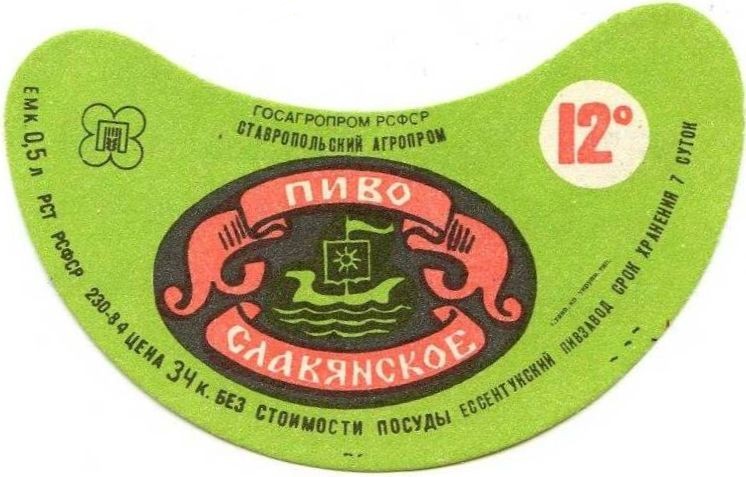 ГОСАГРОПРОМ РСФСР
СТАВРОПОЛЬСКИЙ АГРОПРОМ
12°
ПИВО
СЛАВЯНСКОЕ
ЕМК 0,5 Л РСТ РСФСР 230-84 ЦЕНА 34 К. БЕЗ СТОИМОСТИ ПОСУДЫ ЕССЕНТУКСКИЙ ПИВЗАВОД СРОК ХРАНЕНИЯ 7 СУТОК